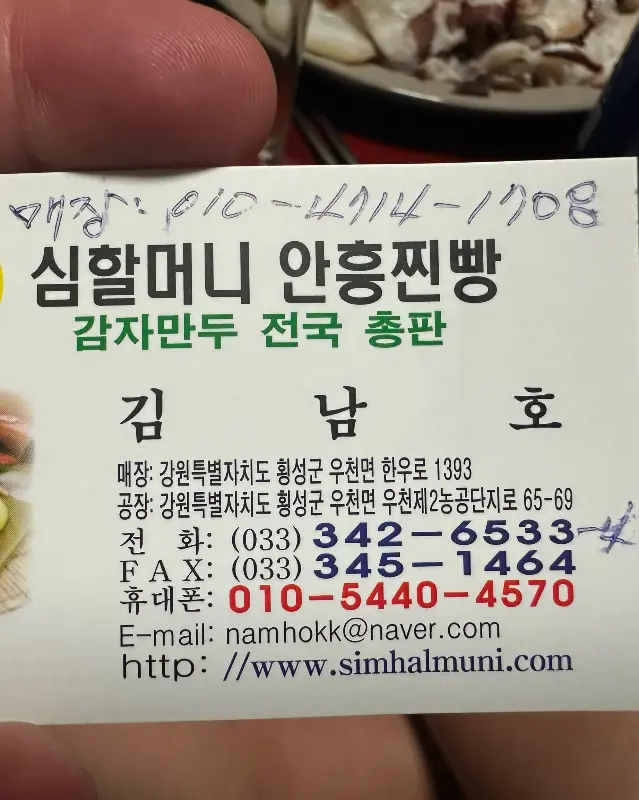 매장: 010-4714-1708
심할머니 안흥찐빵
감자만두 전국 총판
김 남 호
매장: 강원특별자치도 횡성군 우천면 한우로 1393
공장: 강원특별자치도 횡성군 우천면 우천제2농공단지로 65-69
전 화: (033) 342-6533
F A X: (033) 345-1464
휴대폰: 010-5440-4570
E-mail: namhokk@naver.com
http: //www.simhalmuni.com